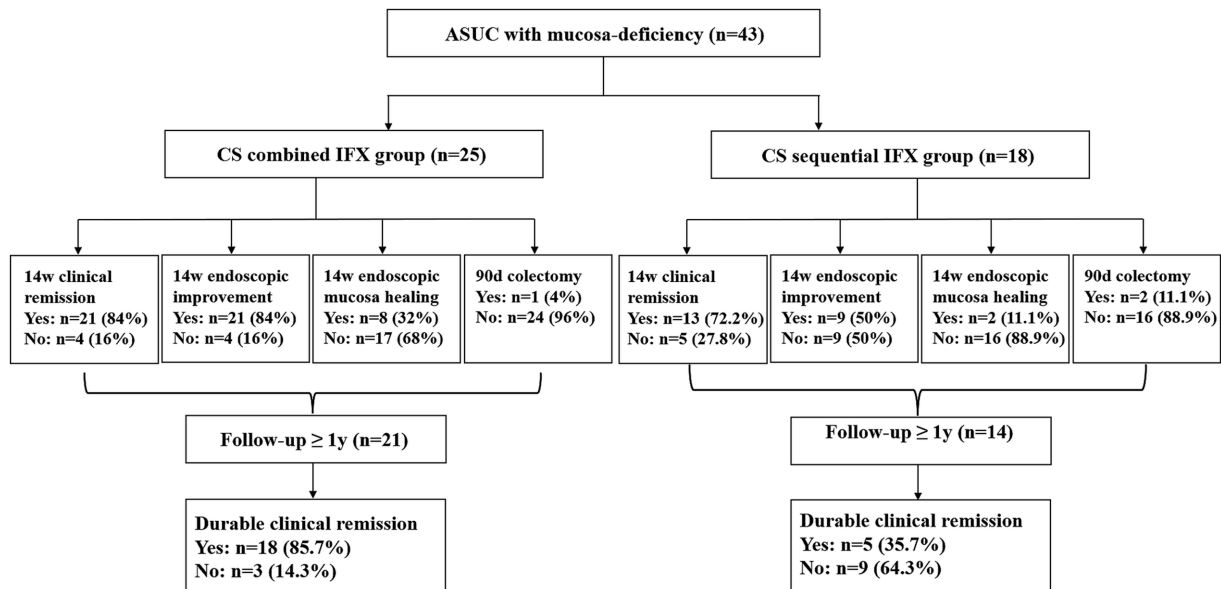 ASUC with mucosa-deficiency (n=43)
CS combined IFX group (n=25)
CS sequential IFX group (n=18)
14w clinical
remission
Yes: n=21 (84%)
No: n=4 (16%)
14w endoscopic
improvement
Yes: n=21 (84%)
No: n=4 (16%)
14w endoscopic
mucosa healing
Yes: n=8 (32%)
No: n=17 (68%)
90d colectomy
Yes: n=1 (4%)
No: n=24 (96%)
14w clinical
remission
Yes: n=13 (72.2%)
No: n=5 (27.8%)
14w endoscopic
improvement
Yes: n=9 (50%)
No: n=9 (50%)
14w endoscopic
mucosa healing
Yes: n=2 (11.1%)
No: n=16 (88.9%)
90d colectomy
Yes: n=2 (11.1%)
No: n=16 (88.9%)
Follow-up ≥ 1y (n=21)
Follow-up ≥ 1y (n=14)
Durable clinical remission
Yes: n=18 (85.7%)
No: n=3 (14.3%)
Durable clinical remission
Yes: n=5 (35.7%)
No: n=9 (64.3%)